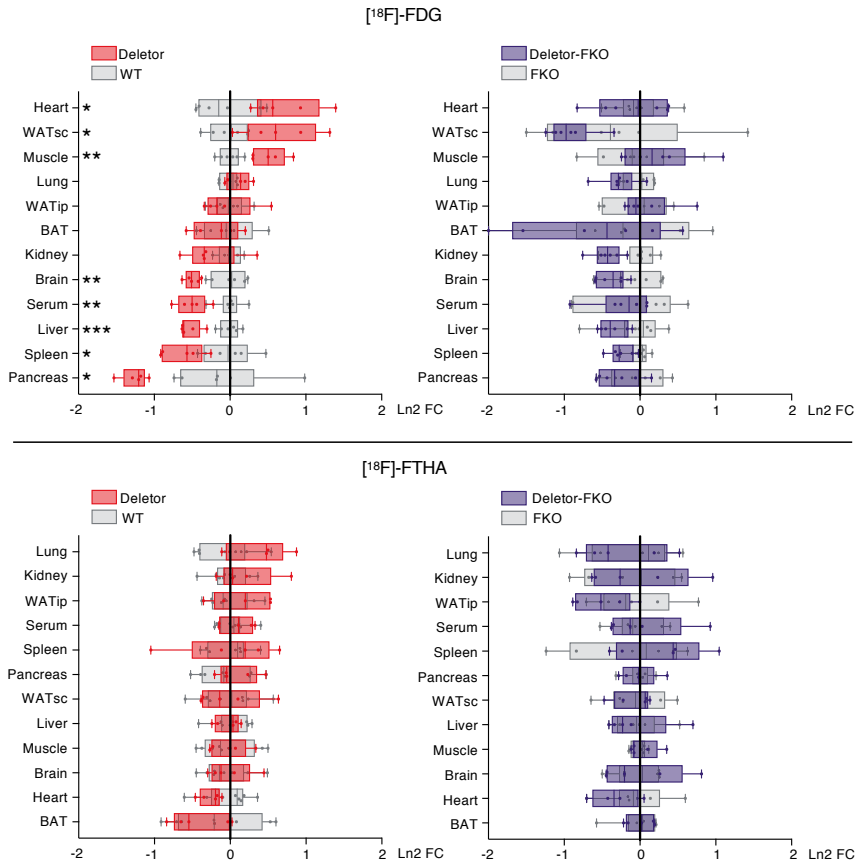 [¹⁸F]-FDG
Deletor
WT
Deletor-FKO
FKO
Heart *
WATsc *
Muscle **
Lung
WATip
BAT
Kidney
Brain **
Serum **
Liver ***
Spleen *
Pancreas *
-2 -1 0 1 2 Ln2 FC
Heart
WATsc
Muscle
Lung
WATip
BAT
Kidney
Brain
Serum
Liver
Spleen
Pancreas
-2 -1 0 1 2 Ln2 FC
[¹⁸F]-FTHA
Deletor
WT
Deletor-FKO
FKO
Lung
Kidney
WATip
Serum
Spleen
Pancreas
WATsc
Liver
Muscle
Brain
Heart
BAT
-2 -1 0 1 2 Ln2 FC
Lung
Kidney
WATip
Serum
Spleen
Pancreas
WATsc
Liver
Muscle
Brain
Heart
BAT
-2 -1 0 1 2 Ln2 FC